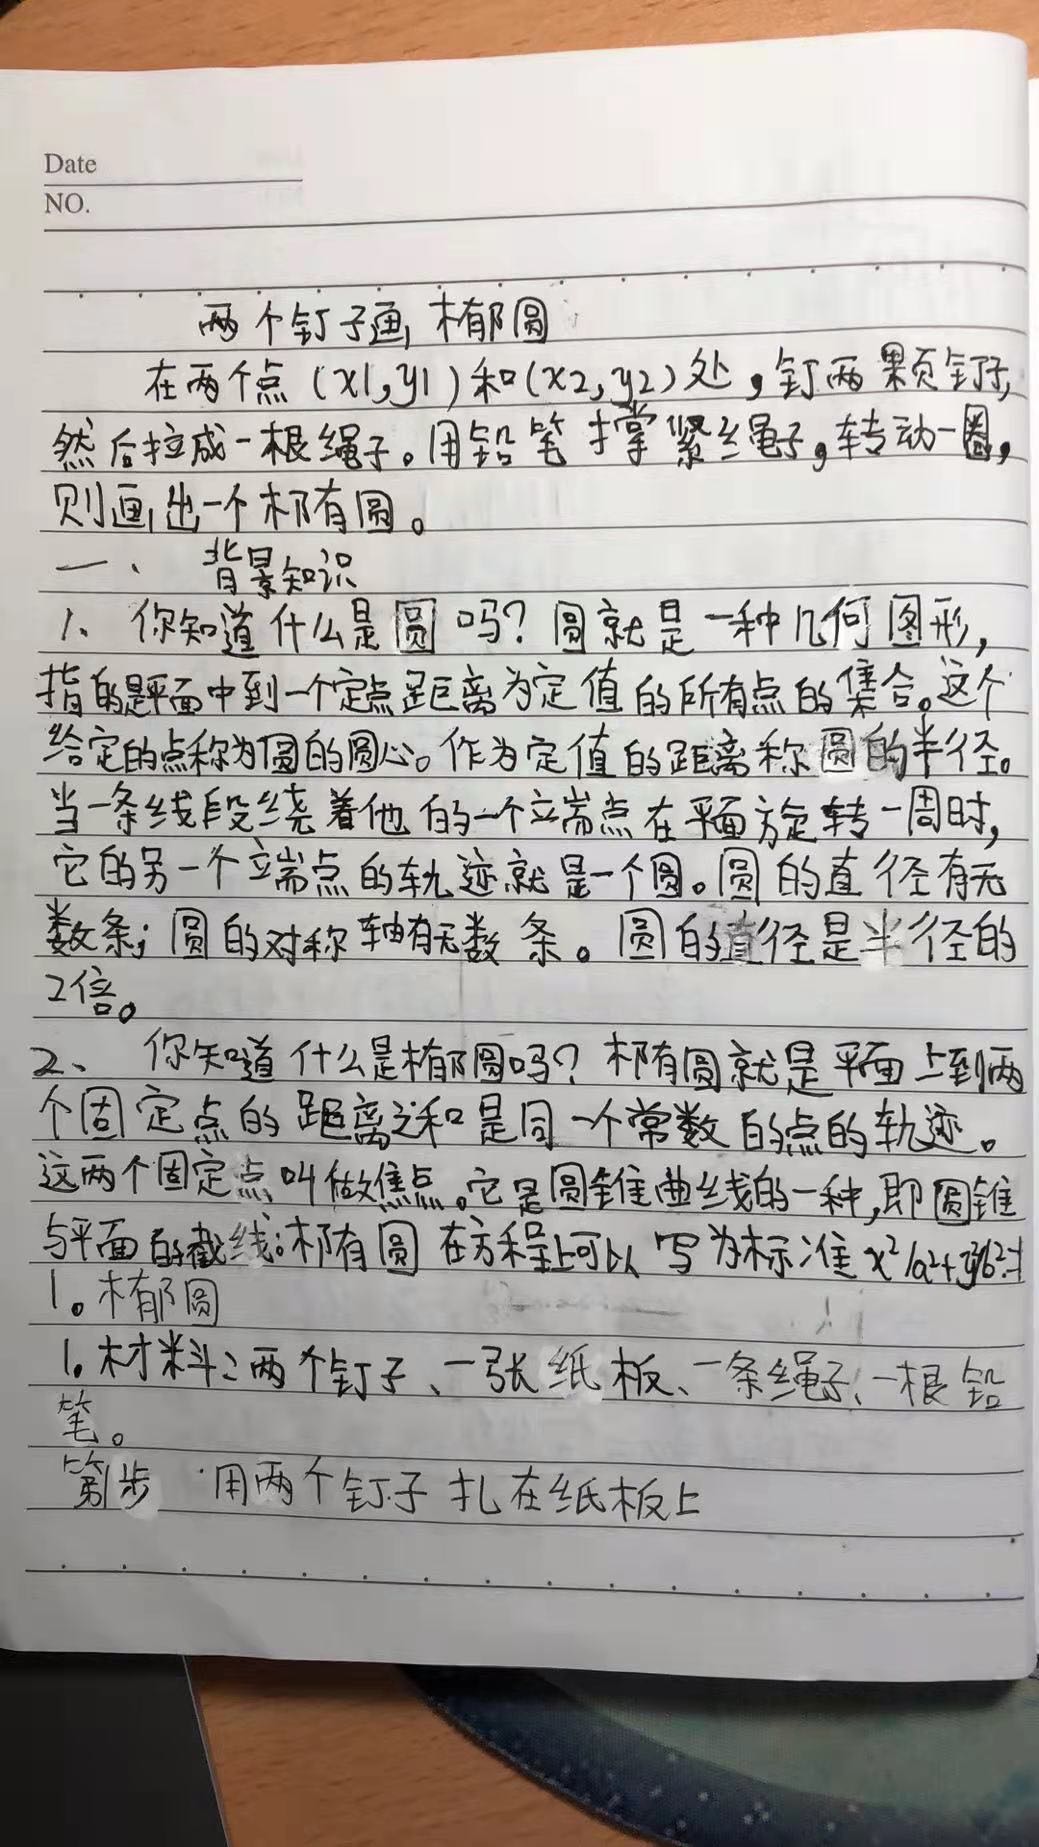 Date
NO.
两个钉子画椭圆
在两个点(x1,y1)和(x2,y2)处,钉两颗钉子,
然后拉成一根绳子。用铅笔撑紧绳子,转动一圈,
则画出一个椭圆。
一、背景知识
1、你知道什么是圆吗?圆就是一种几何图形,
指的是平面中到一个定点距离为定值的所有点的集合。这个
给定的点称为圆的圆心。作为定值的距离称圆的半径。
当一条线段绕着他的一个端点在平面旋转一周时,
它的另一个端点的轨迹就是一个圆。圆的直径有无
数条;圆的对称轴有无数条。圆的直径是半径的
2倍。
2、你知道什么是椭圆吗?椭圆就是平面上到两
个固定点的距离之和是同一个常数的点的轨迹。
这两个固定点叫做焦点。它是圆锥曲线的一种,即圆锥
与平面的截线。椭圆在方程上可以写为标准x²/a²+y²/b²=1
1。椭圆
1.材料:两个钉子、一张纸板、一条绳子、一根铅
笔。
第1步 用两个钉子扎在纸板上